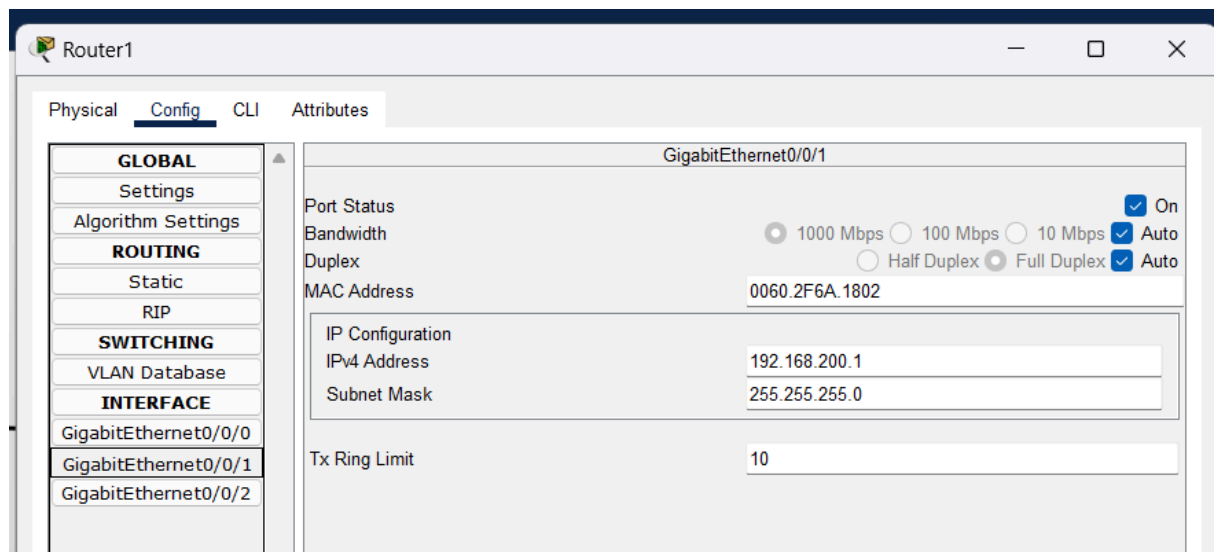 Router1
Physical Config CLI Attributes
GLOBAL
Settings
Algorithm Settings
ROUTING
Static
RIP
SWITCHING
VLAN Database
INTERFACE
GigabitEthernet0/0/0
GigabitEthernet0/0/1
GigabitEthernet0/0/2
GigabitEthernet0/0/1
Port Status On
Bandwidth 1000 Mbps 100 Mbps 10 Mbps Auto
Duplex Half Duplex Full Duplex Auto
MAC Address 0060.2F6A.1802
IP Configuration
IPv4 Address 192.168.200.1
Subnet Mask 255.255.255.0
Tx Ring Limit 10